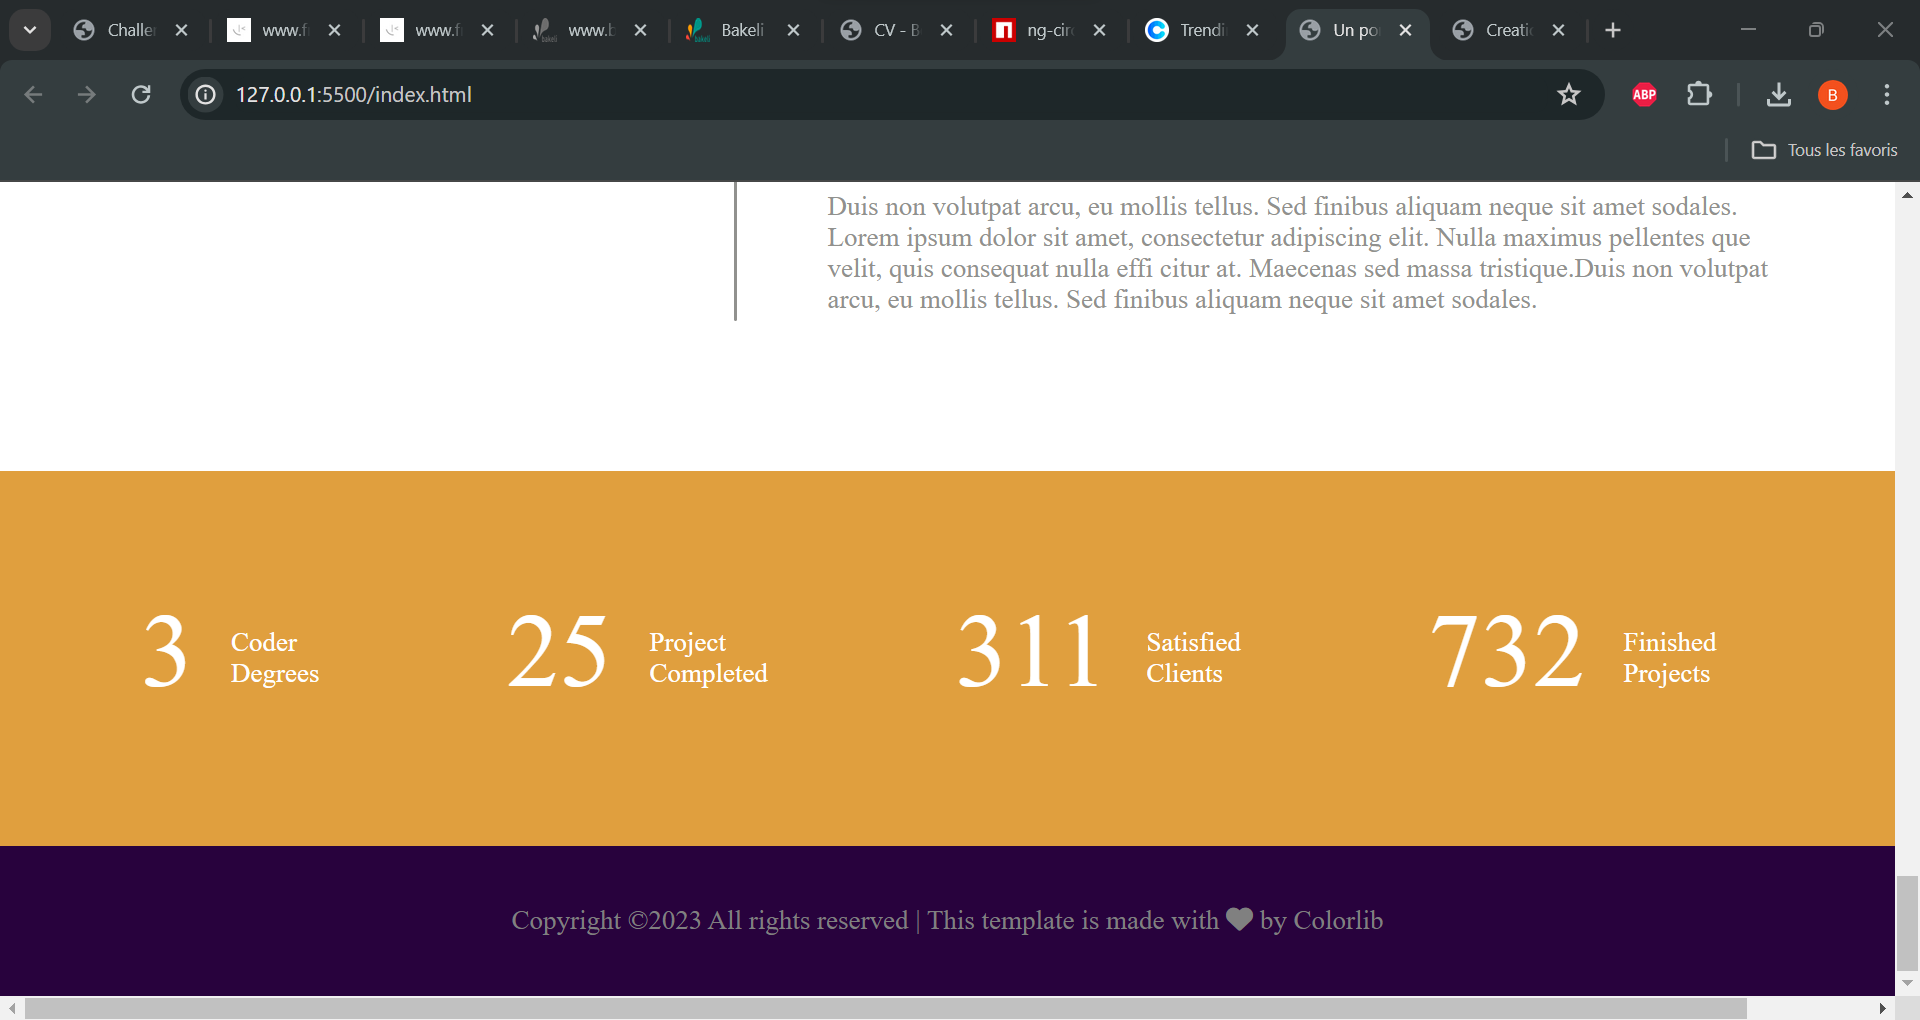 Challe
www.f
www.f
www.b
Bakeli
CV - B
ng-cir
Trendi
Un po
Creati
127.0.0.1:5500/index.html
ABP
B
Tous les favoris
Duis non volutpat arcu, eu mollis tellus. Sed finibus aliquam neque sit amet sodales.
Lorem ipsum dolor sit amet, consectetur adipiscing elit. Nulla maximus pellentes que
velit, quis consequat nulla effi citur at. Maecenas sed massa tristique.Duis non volutpat
arcu, eu mollis tellus. Sed finibus aliquam neque sit amet sodales.
3
Coder
Degrees
25
Project
Completed
311
Satisfied
Clients
732
Finished
Projects
Copyright ©2023 All rights reserved | This template is made with by Colorlib